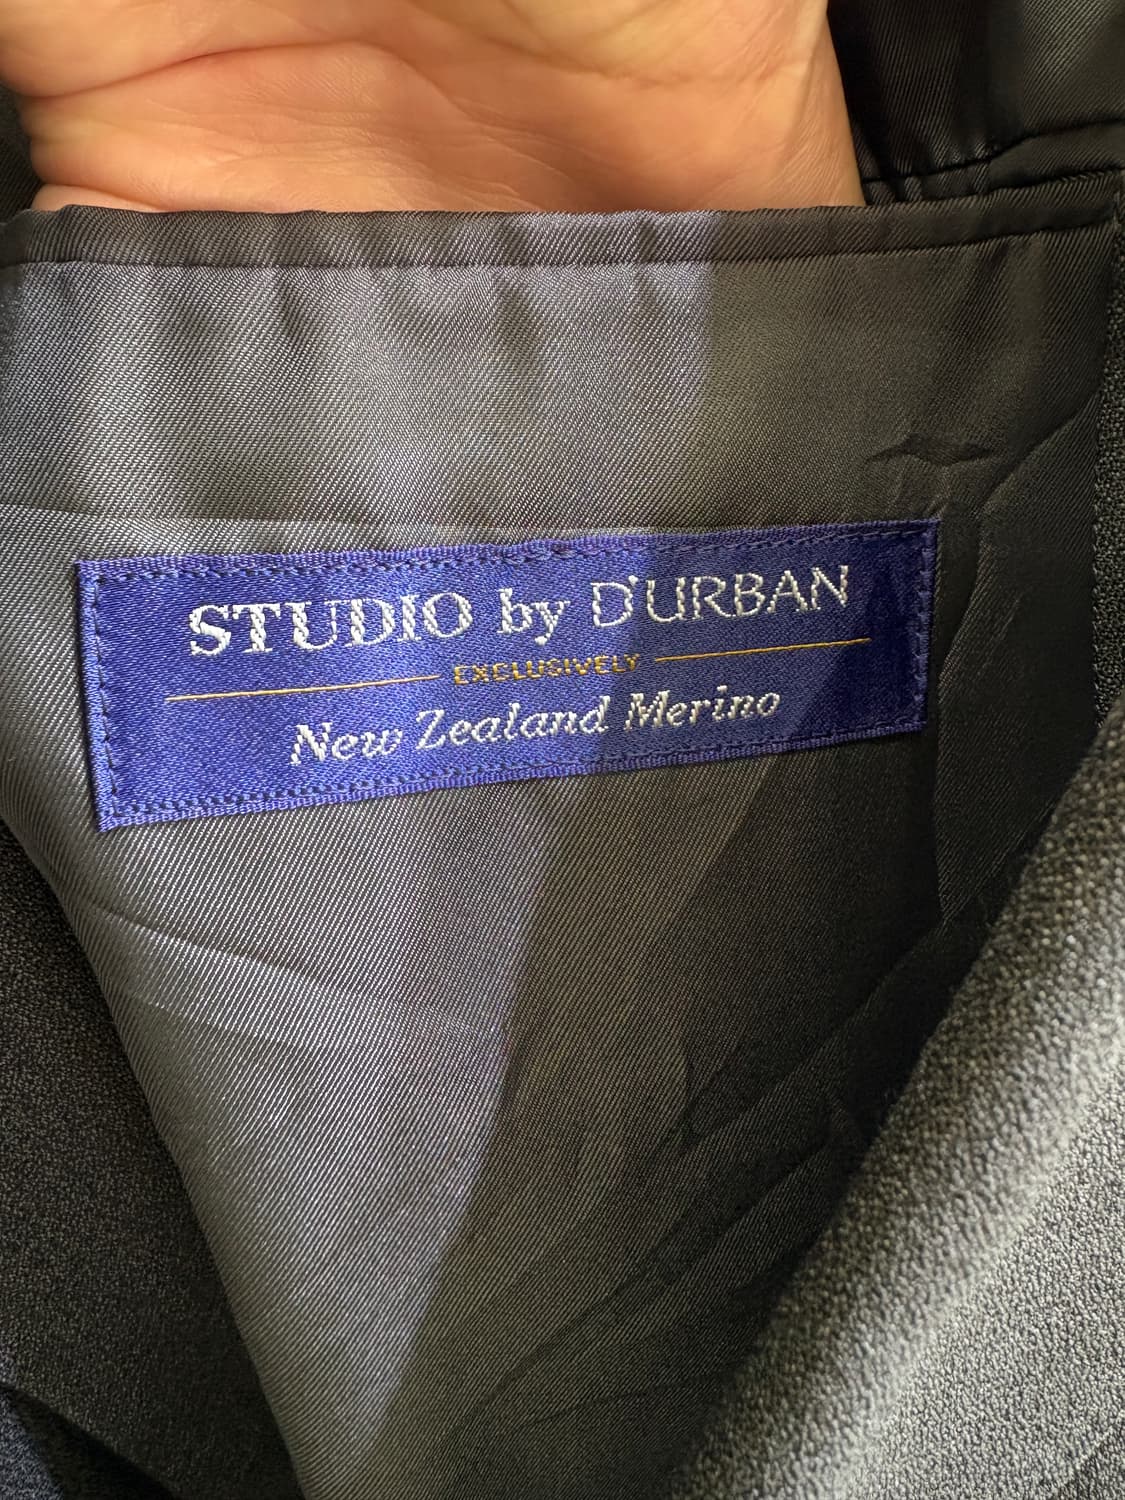 STUDIO by D'URBAN
EXCLUSIVELY
New Zealand Merino